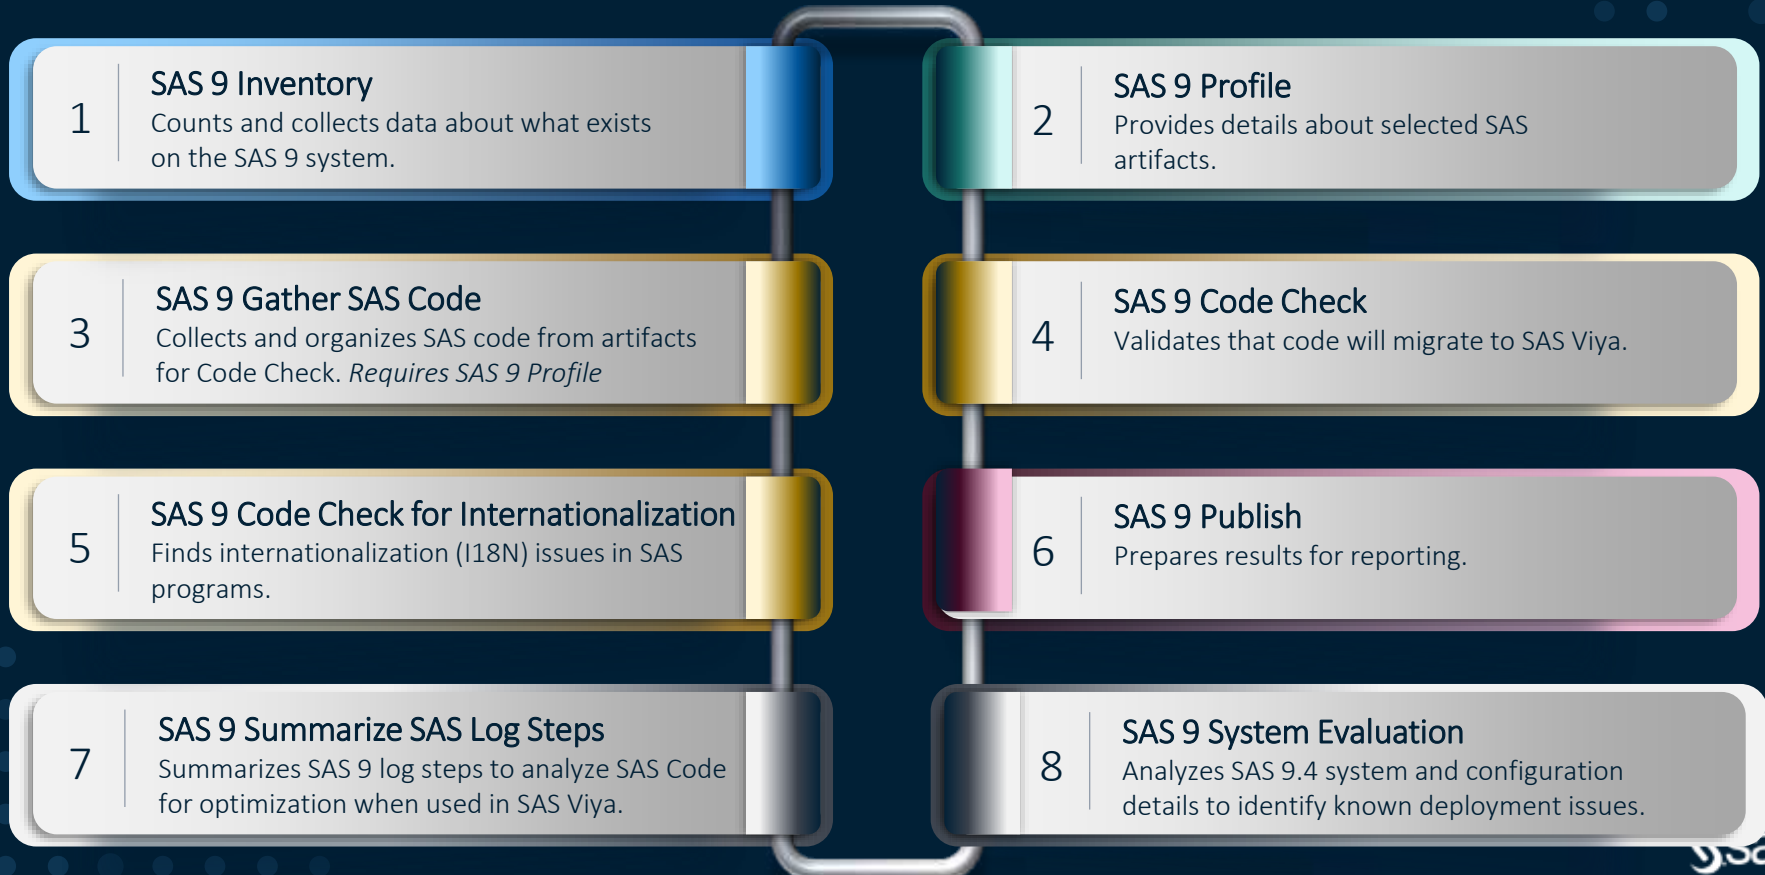 1
SAS 9 Inventory
Counts and collects data about what exists
on the SAS 9 system.
2
SAS 9 Profile
Provides details about selected SAS
artifacts.
3
SAS 9 Gather SAS Code
Collects and organizes SAS code from artifacts
for Code Check. Requires SAS 9 Profile
4
SAS 9 Code Check
Validates that code will migrate to SAS Viya.
5
SAS 9 Code Check for Internationalization
Finds internationalization (I18N) issues in SAS
programs.
6
SAS 9 Publish
Prepares results for reporting.
7
SAS 9 Summarize SAS Log Steps
Summarizes SAS 9 log steps to analyze SAS Code
for optimization when used in SAS Viya.
8
SAS 9 System Evaluation
Analyzes SAS 9.4 system and configuration
details to identify known deployment issues.